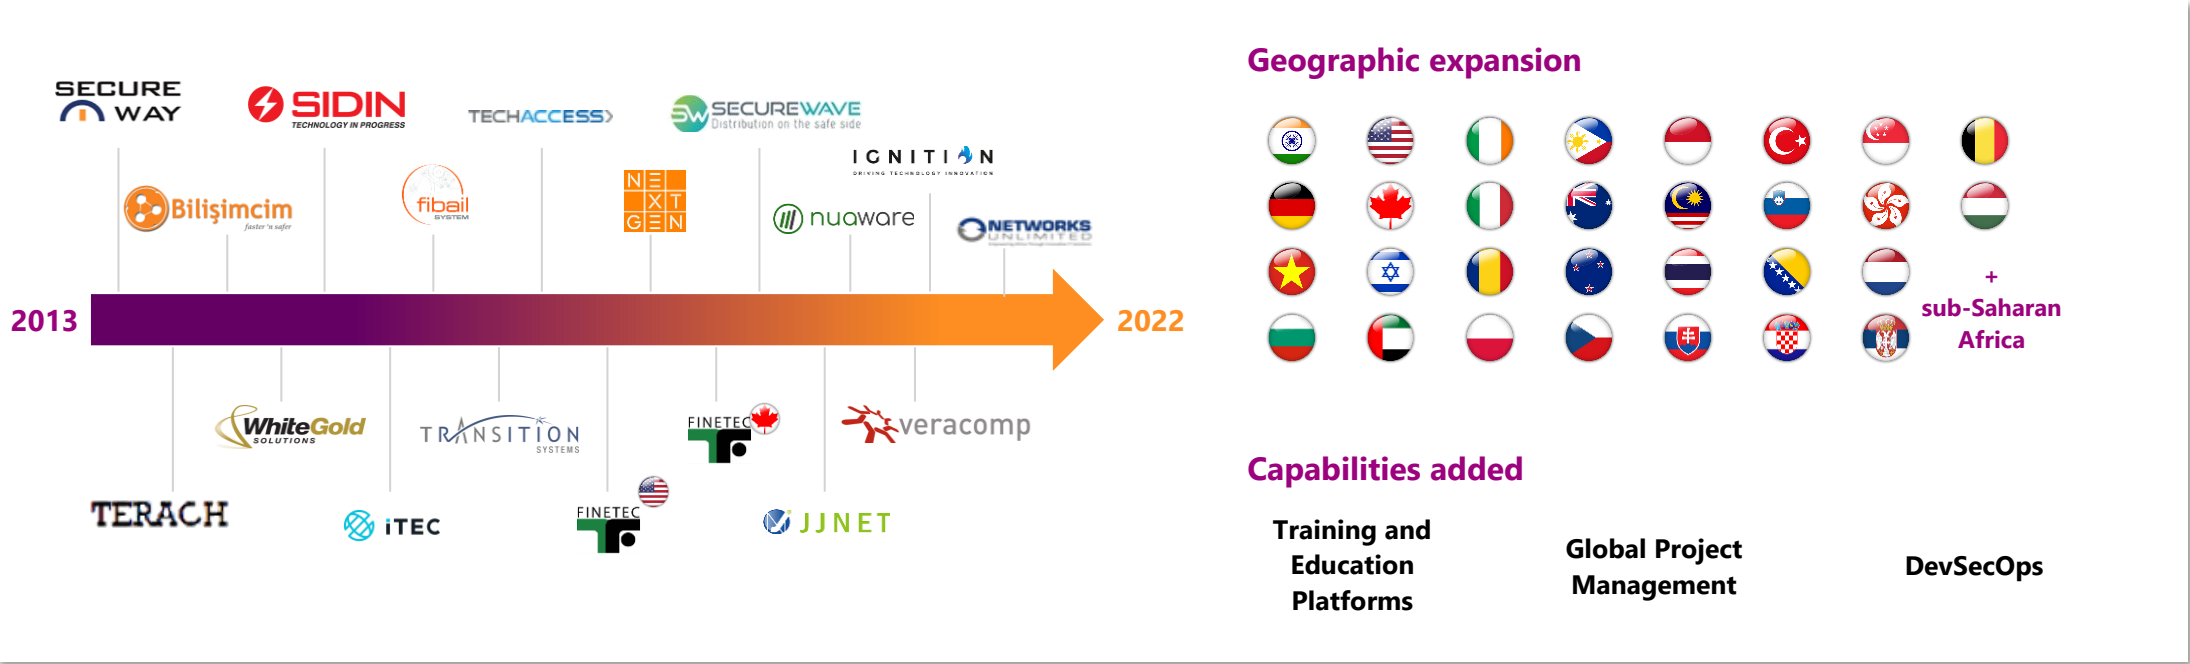 Geographic expansion
SECURE
WAY
SIDIN
TECHNOLOGY IN PROGRESS
TECHACCESS
SW SECUREWAVE
Distribution on the safe side
IGNITION
DRIVING TECHNOLOGY INNOVATION
Bilişimcim
faster 'n safer
fibail
SYSTEM
NEXT
GEN
nuaware
NETWORKS
UNLIMITED
2013
2022
+
sub-Saharan
Africa
WhiteGold
SOLUTIONS
TRANSITION
SYSTEMS
FINETEC
veracomp
TERACH
iTEC
FINETEC
JJNET
Capabilities added
Training and
Education
Platforms
Global Project
Management
DevSecOps